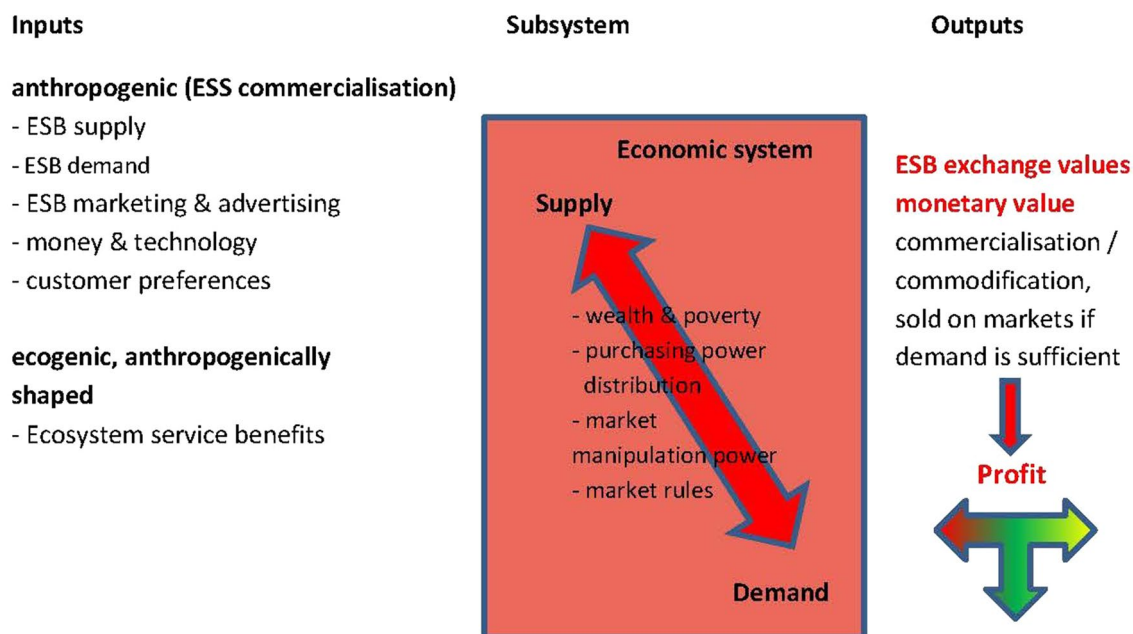 Inputs
Subsystem
Outputs
anthropogenic (ESS commercialisation)
- ESB supply
- ESB demand
- ESB marketing & advertising
- money & technology
- customer preferences
ecogenic, anthropogenically
shaped
- Ecosystem service benefits
Economic system
Supply
- wealth & poverty
- purchasing power
distribution
- market
manipulation power
- market rules
Demand
ESB exchange values
monetary value
commercialisation /
commodification,
sold on markets if
demand is sufficient
Profit